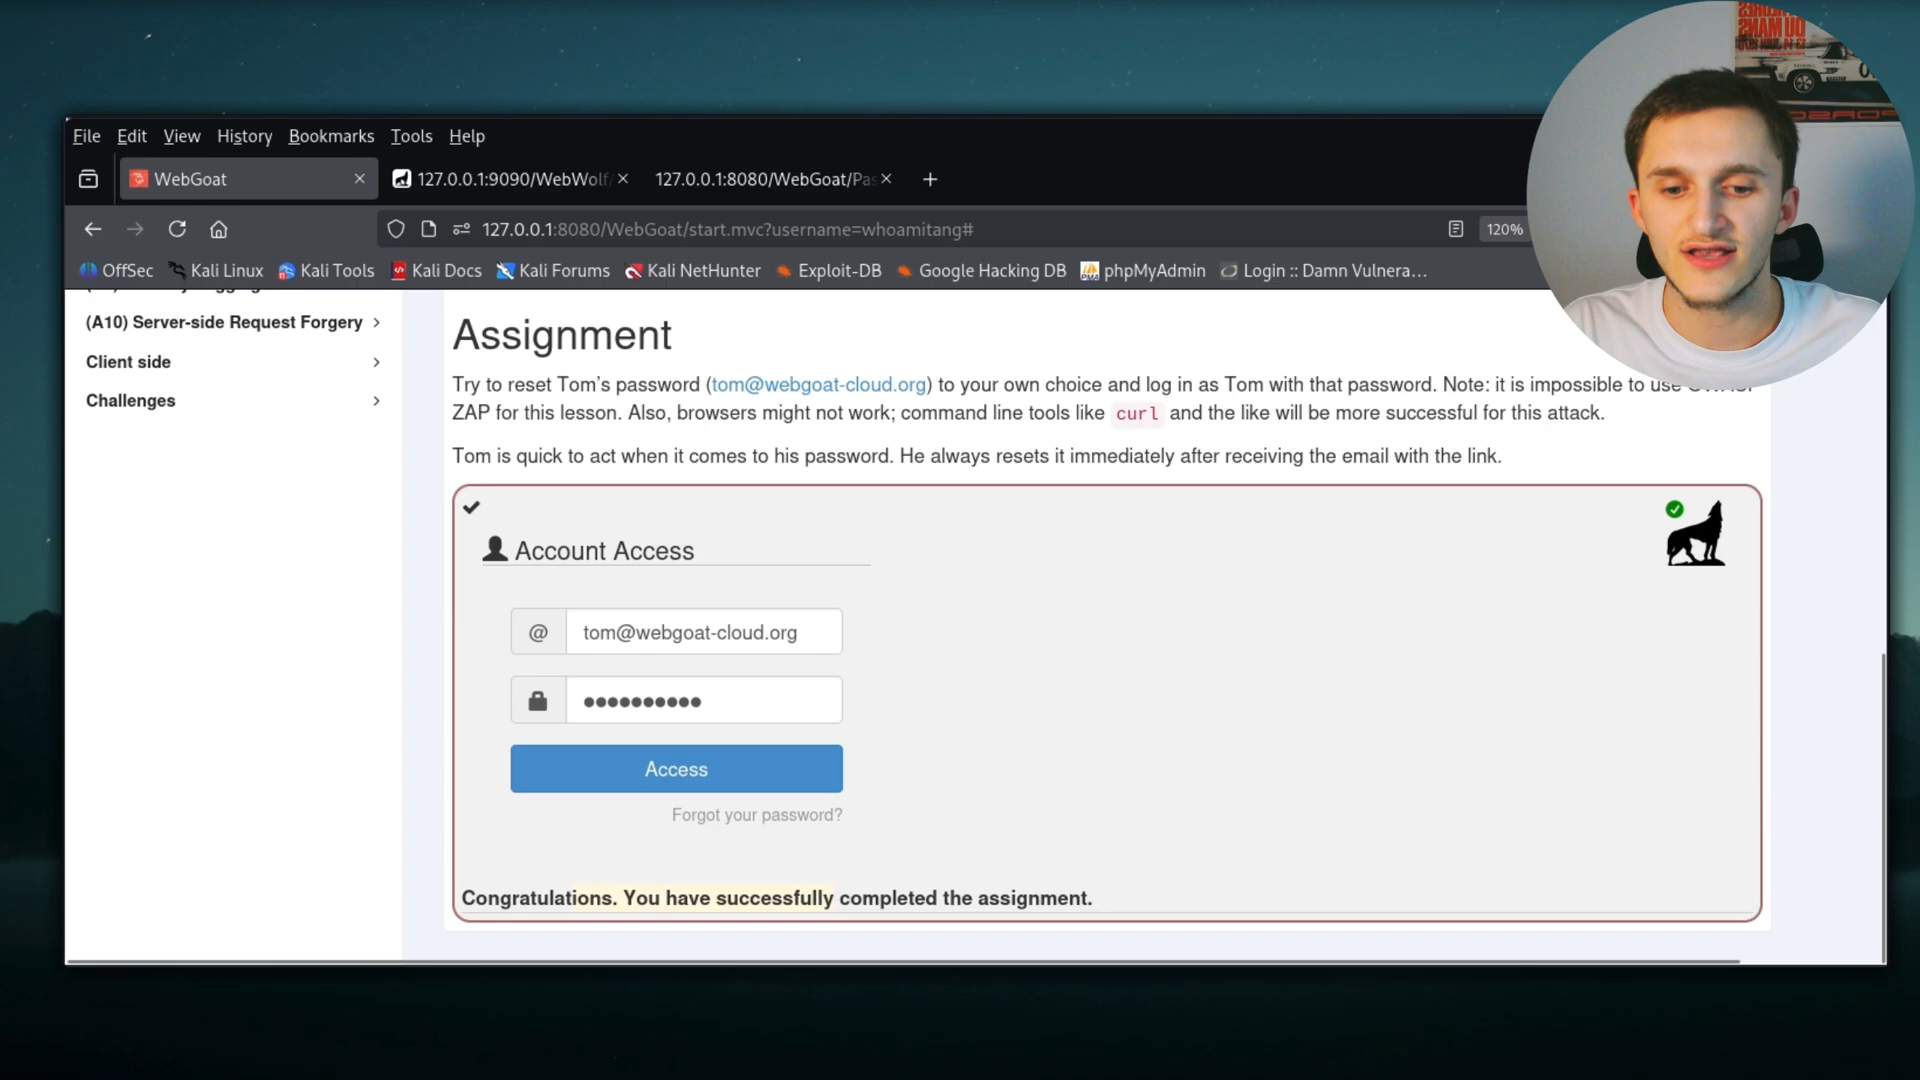 File Edit View History Bookmarks Tools Help
WebGoat
127.0.0.1:9090/WebWolf/
127.0.0.1:8080/WebGoat/Pas
127.0.0.1:8080/WebGoat/start.mvc?username=whoamitang#
120%
OffSec Kali Linux Kali Tools Kali Docs Kali Forums Kali NetHunter Exploit-DB Google Hacking DB phpMyAdmin Login :: Damn Vulnera…
(A10) Server-side Request Forgery
Client side
Challenges
Assignment
Try to reset Tom’s password (tom@webgoat-cloud.org) to your own choice and log in as Tom with that password. Note: it is impossible to use
ZAP for this lesson. Also, browsers might not work; command line tools like curl and the like will be more successful for this attack.
Tom is quick to act when it comes to his password. He always resets it immediately after receiving the email with the link.
Account Access
@ tom@webgoat-cloud.org
Access
Forgot your password?
Congratulations. You have successfully completed the assignment.